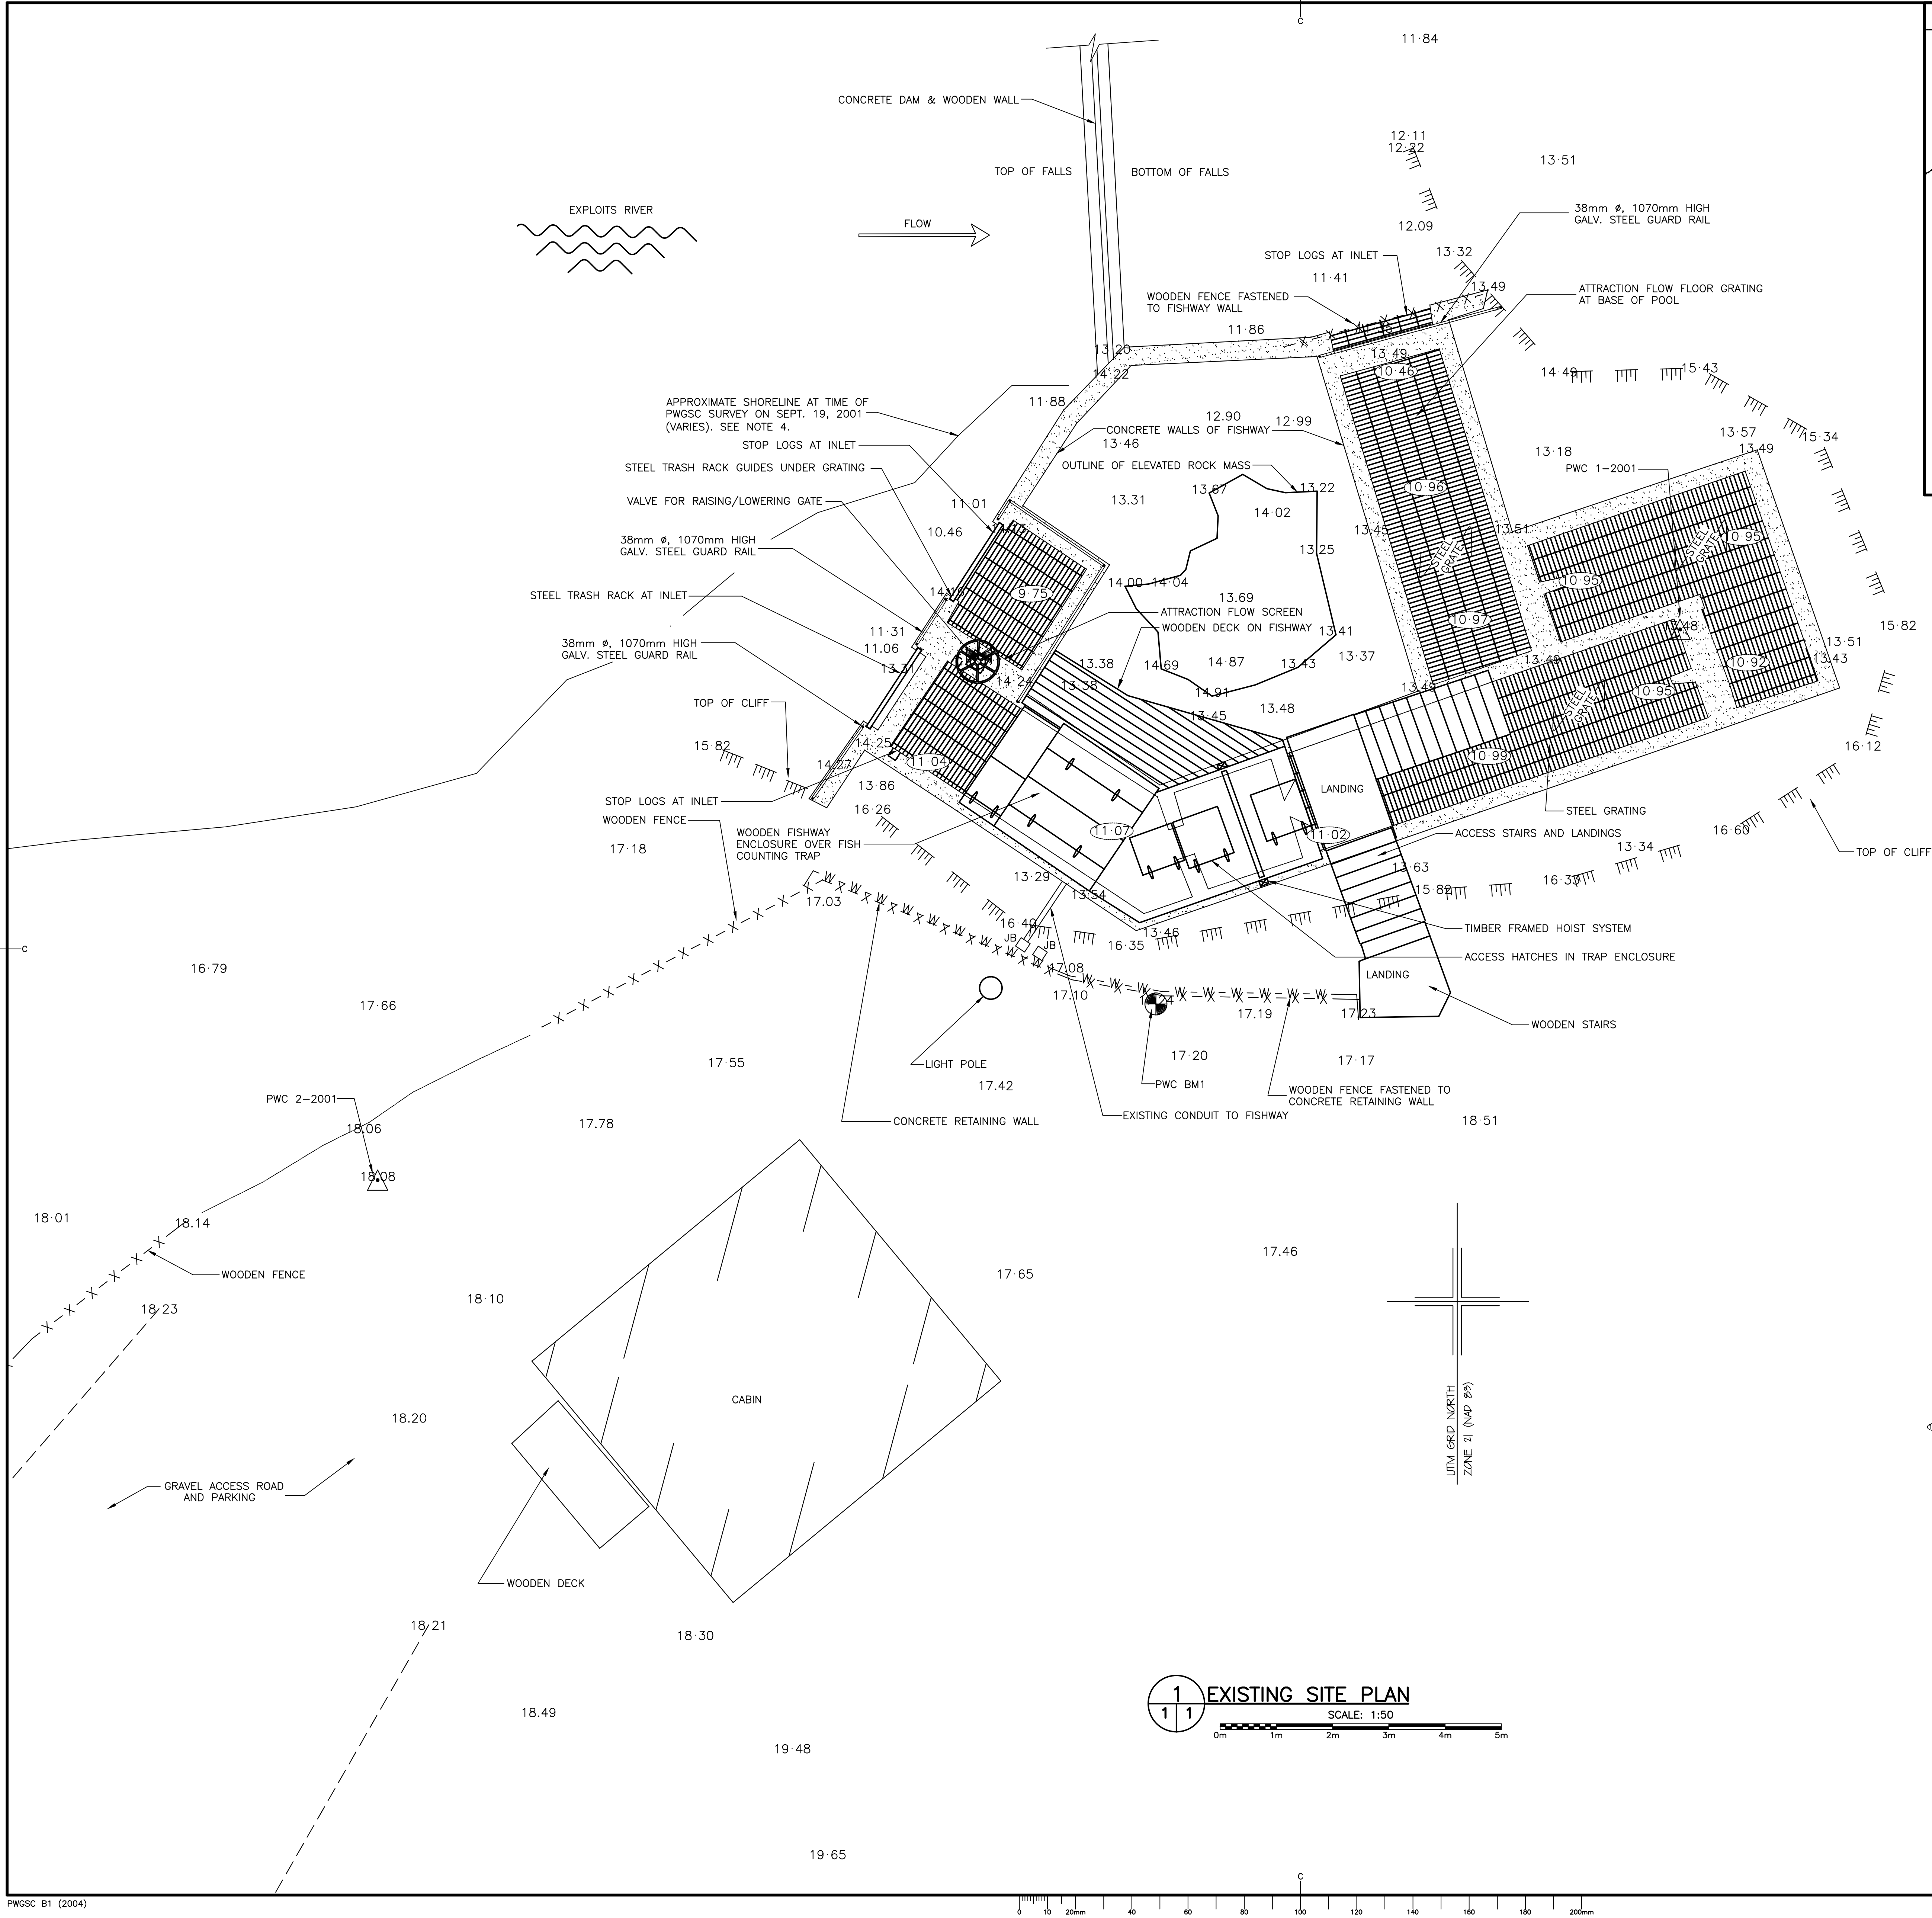 C
11.84
CONCRETE DAM & WOODEN WALL
12.11
12.22
13.51
TOP OF FALLS
BOTTOM OF FALLS
EXPLOITS RIVER
FLOW
38mm ø, 1070mm HIGH
GALV. STEEL GUARD RAIL
12.09
13.32
STOP LOGS AT INLET
11.41
13.49
WOODEN FENCE FASTENED
TO FISHWAY WALL
ATTRACTION FLOW FLOOR GRATING
AT BASE OF POOL
11.86
13.20
13.49
14.22
10.46
14.49
15.43
APPROXIMATE SHORELINE AT TIME OF
PWGSC SURVEY ON SEPT. 19, 2001
(VARIES). SEE NOTE 4.
11.88
12.90
12.99
CONCRETE WALLS OF FISHWAY
13.46
13.57
15.34
STOP LOGS AT INLET
13.18
13.49
STEEL TRASH RACK GUIDES UNDER GRATING
OUTLINE OF ELEVATED ROCK MASS
PWC 1-2001
13.67
13.22
10.96
VALVE FOR RAISING/LOWERING GATE
11.01
13.31
14.02
10.46
13.45
13.51
38mm ø, 1070mm HIGH
GALV. STEEL GUARD RAIL
13.25
STEEL
GRATE
STEEL
GRATE
10.95
14.00
14.04
10.95
9.75
STEEL TRASH RACK AT INLET
13.69
ATTRACTION FLOW SCREEN
10.97
11.31
WOODEN DECK ON FISHWAY
13.41
13.48
15.82
38mm ø, 1070mm HIGH
GALV. STEEL GUARD RAIL
11.06
13.31
13.38
14.69
14.87
13.43
13.37
13.49
10.92
13.51
13.43
14.24
13.38
14.91
13.49
10.95
TOP OF CLIFF
13.45
13.48
STEEL
GRATE
15.82
14.25
16.12
14.27
11.04
10.99
13.86
LANDING
STOP LOGS AT INLET
16.26
STEEL GRATING
WOODEN FENCE
WOODEN FISHWAY
ENCLOSURE OVER FISH
COUNTING TRAP
11.07
11.02
ACCESS STAIRS AND LANDINGS
16.60
17.18
13.34
TOP OF CLIFF
13.29
13.63
16.33
13.54
15.82
17.03
16.40
13.46
TIMBER FRAMED HOIST SYSTEM
JB
JB
16.35
ACCESS HATCHES IN TRAP ENCLOSURE
C
16.79
17.08
LANDING
17.10
17.66
17.19
17.23
WOODEN STAIRS
17.55
LIGHT POLE
17.20
17.17
17.42
PWC BM1
WOODEN FENCE FASTENED TO
CONCRETE RETAINING WALL
PWC 2-2001
EXISTING CONDUIT TO FISHWAY
CONCRETE RETAINING WALL
17.78
18.51
18.06
18.08
18.01
18.14
17.46
WOODEN FENCE
17.65
18.10
18.23
CABIN
UTM GRID NORTH
ZONE 21 (NAD 83)
18.20
GRAVEL ACCESS ROAD
AND PARKING
WOODEN DECK
18.21
18.30
1
1 1
EXISTING SITE PLAN
SCALE: 1:50
0m 1m 2m 3m 4m 5m
18.49
19.48
19.65
C
PWGSC B1 (2004)
0 10 20mm 40 60 80 100 120 140 160 180 200mm